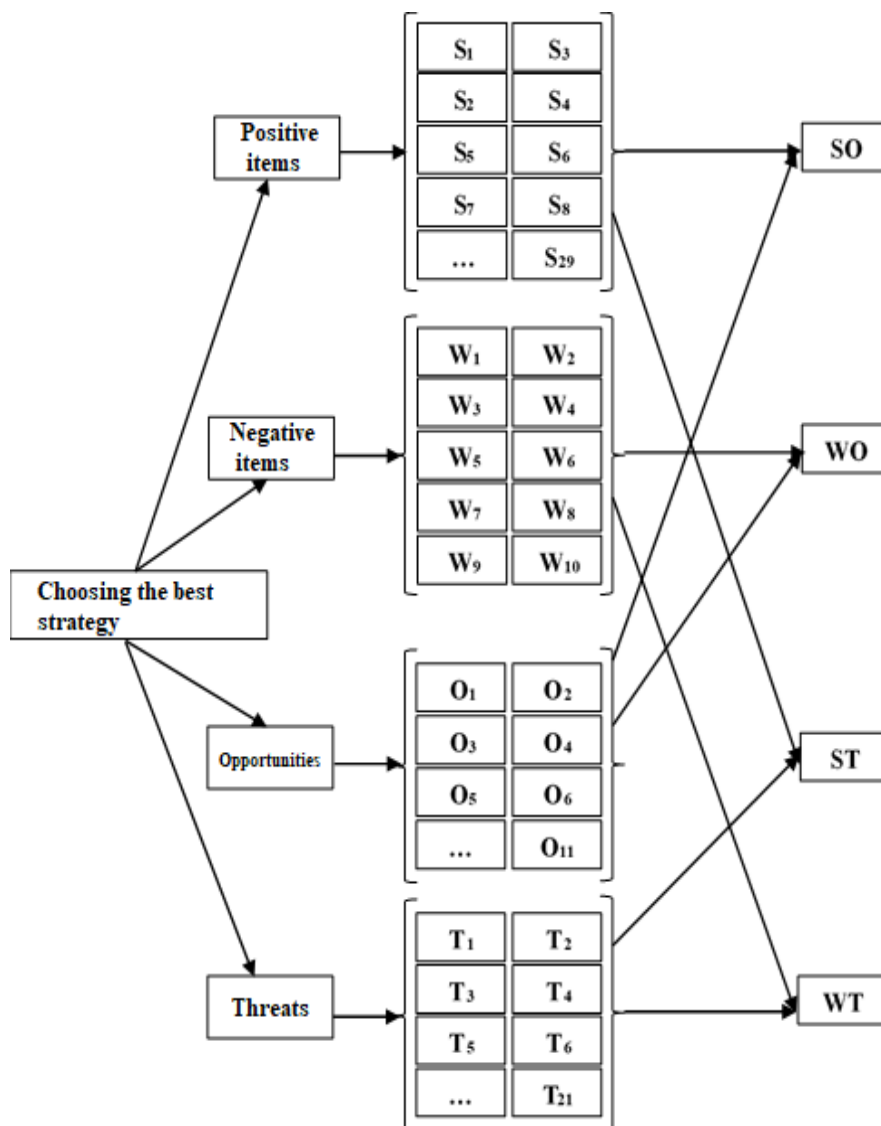 S1 S3
S2 S4
Positive
items
S5 S6
SO
S7 S8
... S29
W1 W2
W3 W4
Negative
items
W5 W6
WO
W7 W8
W9 W10
Choosing the best
strategy
O1 O2
O3 O4
Opportunities
ST
O5 O6
... O11
T1 T2
T3 T4
Threats
WT
T5 T6
... T21